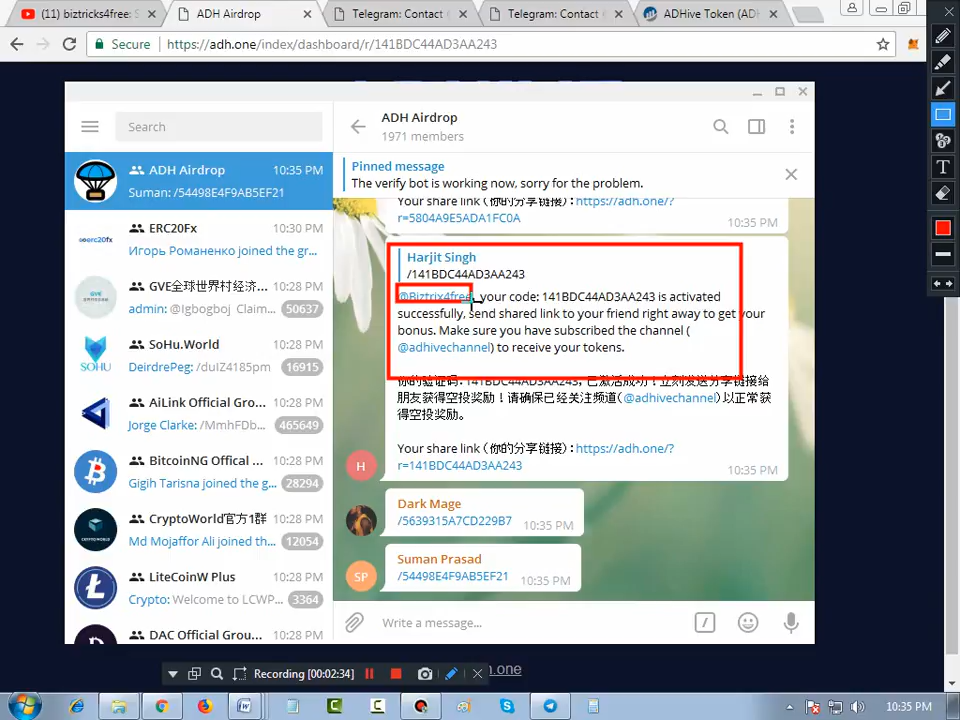 (11) biztricks4free: S
ADH Airdrop
Telegram: Contact
Telegram: Contact
ADHive Token (ADH
Secure
https://adh.one/index/dashboard/r/141BDC44AD3AA243
Search
ADH Airdrop
10:35 PM
Suman: /54498E4F9AB5EF21
ERC20Fx
10:30 PM
Игорь Романенко joined the gr...
GVE全球世界村经济...
10:28 PM
admin: @Igbogboj Igwaga...
50637
SoHu.World
10:28 PM
DeirdrePeg: /duIZ4185pm
16915
AiLink Official Gro...
10:28 PM
Jorge Clarke: /MmhFDb...
465649
BitcoinNG Offical ...
10:28 PM
Gigih Tarisna joined the g...
28294
CryptoWorld官方1群
10:28 PM
Md Mojaffor Ali joined th...
12054
LiteCoinW Plus
10:28 PM
Crypto: Welcome to LCWP...
3364
DAC Official Grou...
10:28 PM
ADH Airdrop
1971 members
Pinned message
The verify bot is working now, sorry for the problem.
Your share link (你的分享链接) : https://adh.one/?
r=5804A9E5ADA1FC0A
10:35 PM
Harjit Singh
/141BDC44AD3AA243
@Biztrix4free, your code: 141BDC44AD3AA243 is activated
successfully, send shared link to your friend right away to get your
bonus. Make sure you have subscribed the channel (
@adhivechannel) to receive your tokens.
你的验证码: 141BDC44AD3AA243, 已激活成功！立刻发送分享链接给
朋友获得空投奖励！请确保已经关注频道(@adhivechannel)以正常获
得空投奖励。
Your share link (你的分享链接) : https://adh.one/?
r=141BDC44AD3AA243
10:35 PM
H
Dark Mage
/5639315A7CD229B7
10:35 PM
Suman Prasad
/54498E4F9AB5EF21
10:35 PM
SP
Write a message...
Recording [00:02:34]
n.one
10:35 PM